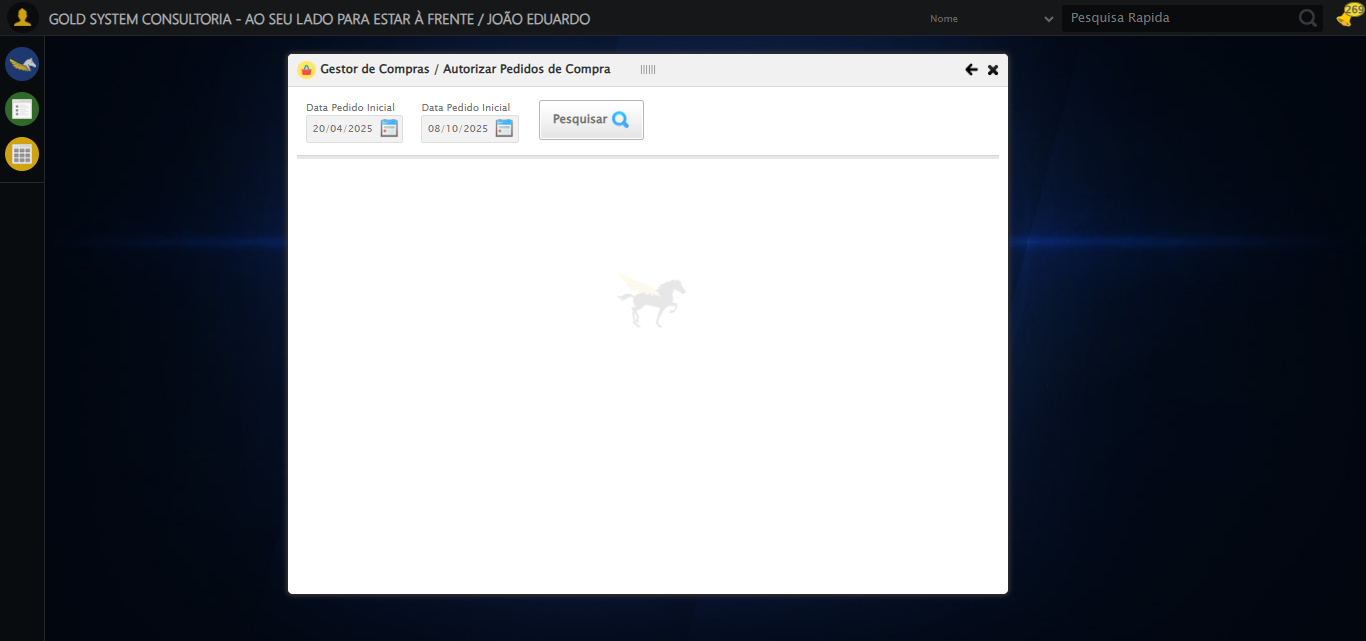 GOLD SYSTEM CONSULTORIA - AO SEU LADO PARA ESTAR À FRENTE / JOÃO EDUARDO
Nome
Pesquisa Rapida
269
Gestor de Compras / Autorizar Pedidos de Compra
Data Pedido Inicial
Data Pedido Inicial
20/04/2025
08/10/2025
Pesquisar